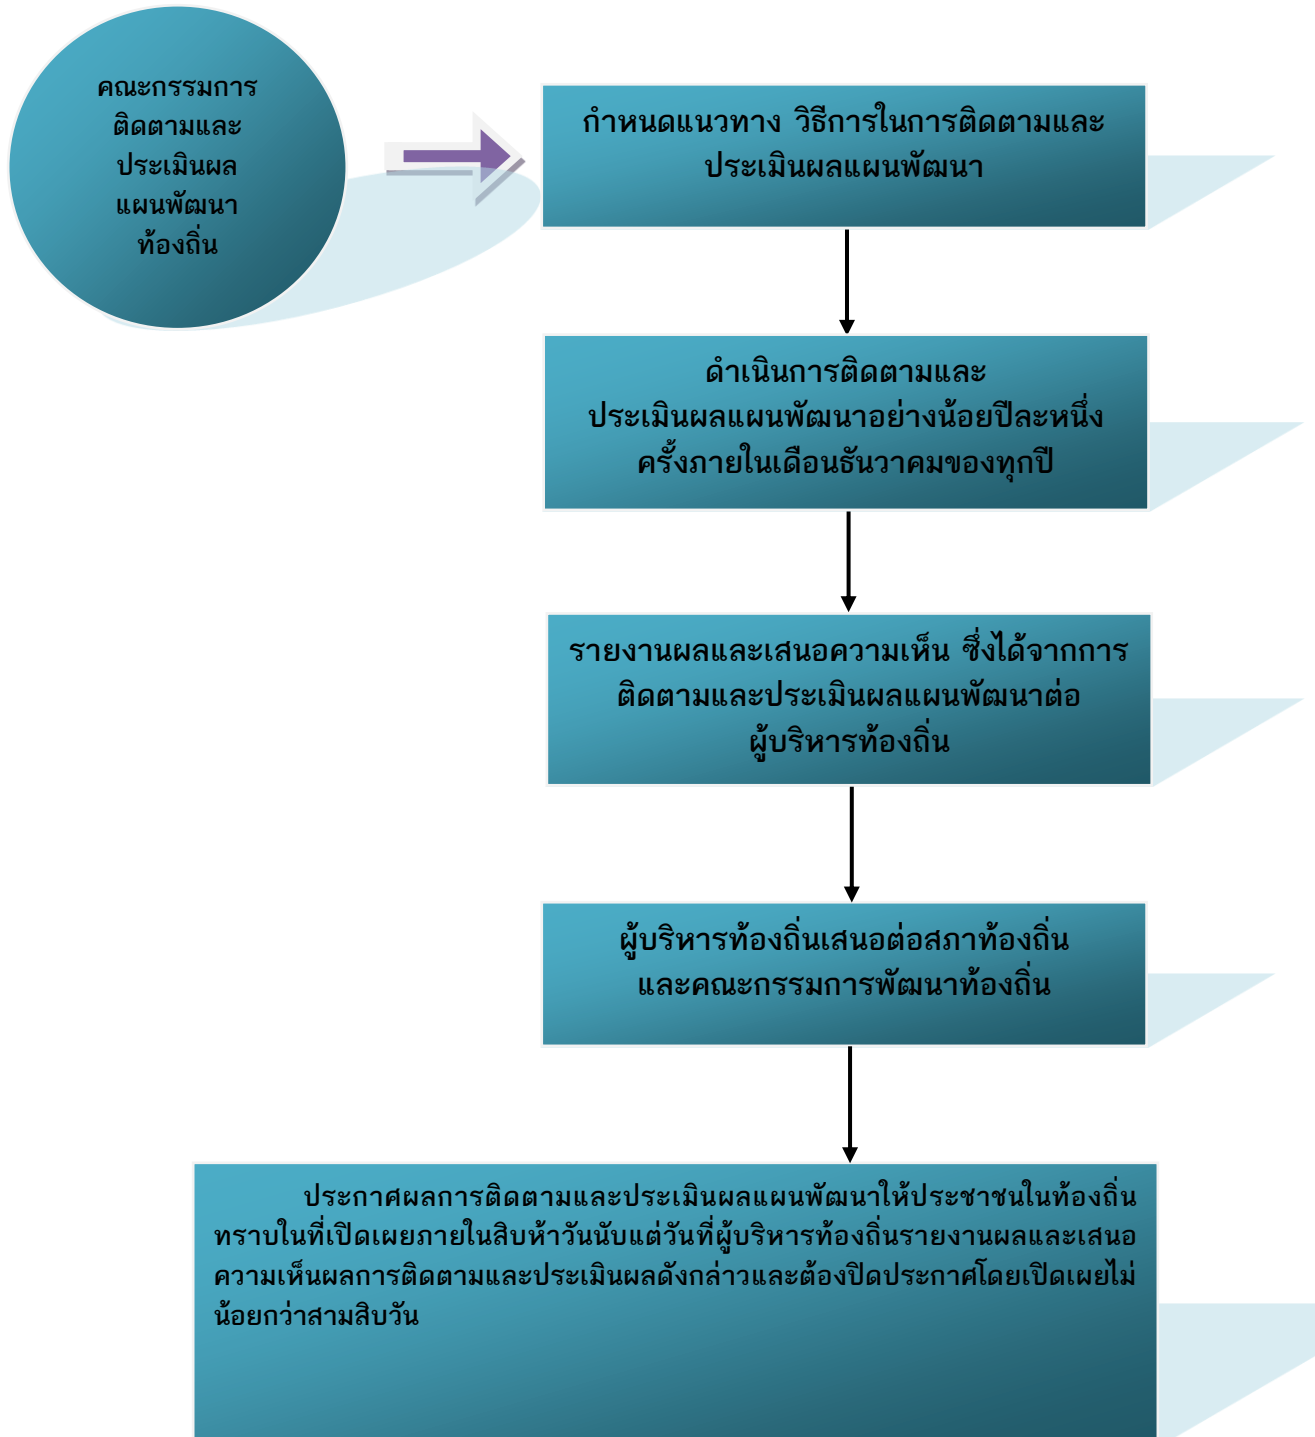 คณะกรรมการ
ติดตามและ
ประเมินผล
แผนพัฒนา
ท้องถิ่น
กำหนดแนวทาง วิธีการในการติดตามและ
ประเมินผลแผนพัฒนา
ดำเนินการติดตามและ
ประเมินผลแผนพัฒนาอย่างน้อยปีละหนึ่ง
ครั้งภายในเดือนธันวาคมของทุกปี
รายงานผลและเสนอความเห็น ซึ่งได้จากการ
ติดตามและประเมินผลแผนพัฒนาต่อ
ผู้บริหารท้องถิ่น
ผู้บริหารท้องถิ่นเสนอต่อสภาท้องถิ่น
และคณะกรรมการพัฒนาท้องถิ่น
ประกาศผลการติดตามและประเมินผลแผนพัฒนาให้ประชาชนในท้องถิ่น
ทราบในที่เปิดเผยภายในสิบห้าวันนับแต่วันที่ผู้บริหารท้องถิ่นรายงานผลและเสนอ
ความเห็นผลการติดตามและประเมินผลดังกล่าวและต้องปิดประกาศโดยเปิดเผยไม่
น้อยกว่าสามสิบวัน